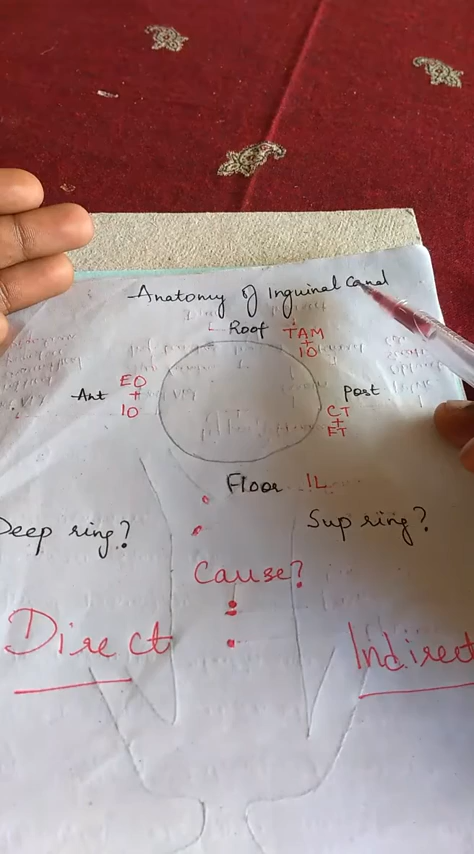 Anatomy of Inguinal Canal
Roof TAM
+
IO
Ant EO
+
IO
Post
CT
+
FT
Floor IL
Deep ring?
Sup ring?
Cause?
Direct
Indirect